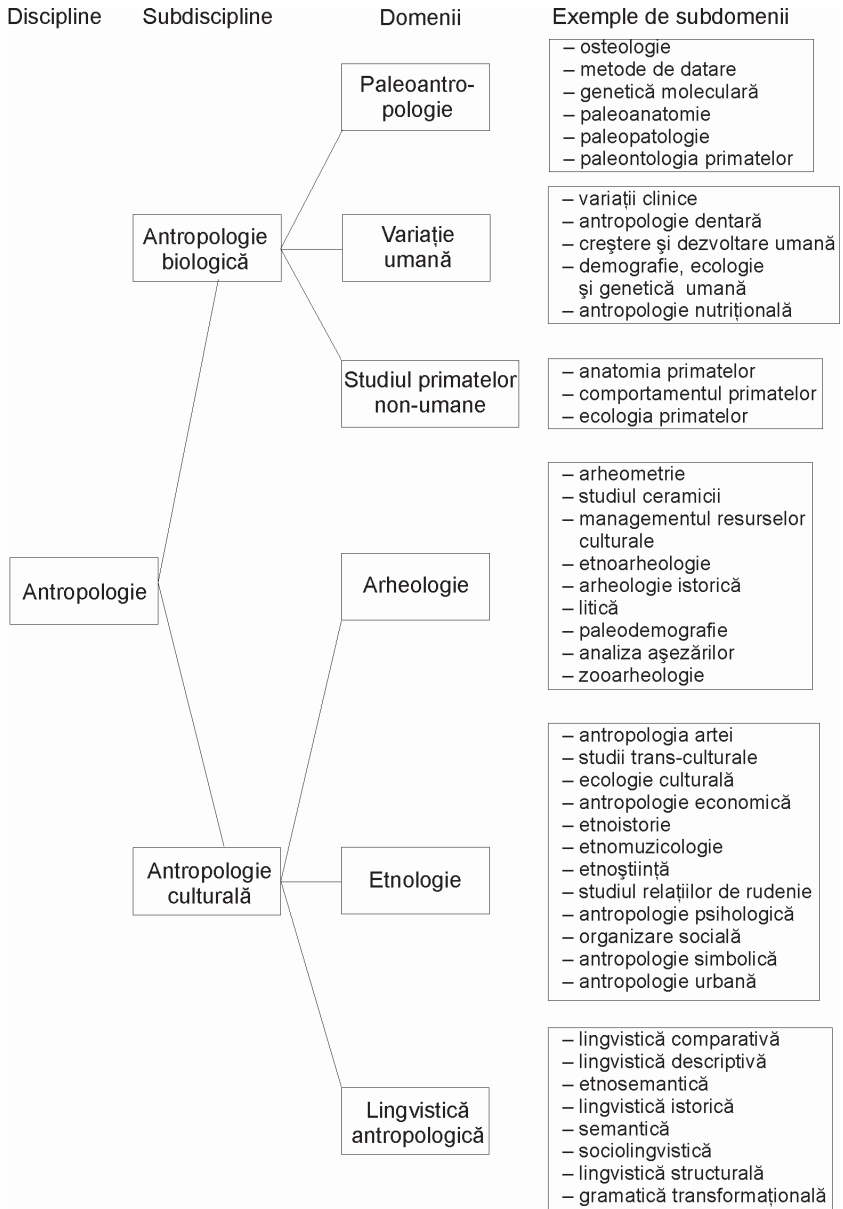 Discipline Subdiscipline Domenii Exemple de subdomenii
Paleoantro-
pologie
– osteologie
– metode de datare
– genetică moleculară
– paleoanatomie
– paleopatologie
– paleontologia primatelor
Antropologie
biologică
Variație
umană
– variații clinice
– antropologie dentară
– creştere şi dezvoltare umană
– demografie, ecologie
şi genetică umană
– antropologie nutrițională
Studiul primatelor
non-umane
– anatomia primatelor
– comportamentul primatelor
– ecologia primatelor
Antropologie
Arheologie
– arheometrie
– studiul ceramicii
– managementul resurselor
culturale
– etnoarheologie
– arheologie istorică
– litică
– paleodemografie
– analiza aşezărilor
– zooarheologie
Antropologie
culturală
Etnologie
– antropologia artei
– studii trans-culturale
– ecologie culturală
– antropologie economică
– etnoistorie
– etnomuzicologie
– etnoştiință
– studiul relațiilor de rudenie
– antropologie psihologică
– organizare socială
– antropologie simbolică
– antropologie urbană
Lingvistică
antropologică
– lingvistică comparativă
– lingvistică descriptivă
– etnosemantică
– lingvistică istorică
– semantică
– sociolingvistică
– lingvistică structurală
– gramatică transformațională